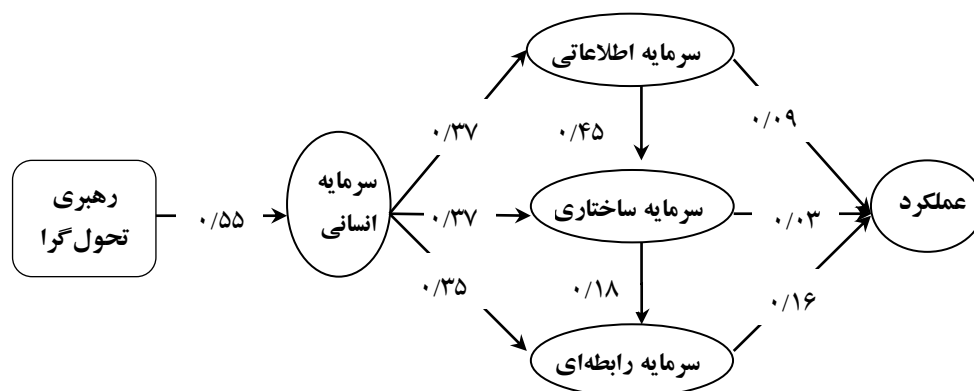 سرمایه اطلاعاتی
۰/۳۷
۰/۴۵
۰/۰۹
رهبری
تحول‌گرا
۰/۵۵
سرمایه
انسانی
۰/۳۷
سرمایه ساختاری
۰/۰۳
عملکرد
۰/۳۵
۰/۱۸
۰/۱۶
سرمایه رابطه‌ای